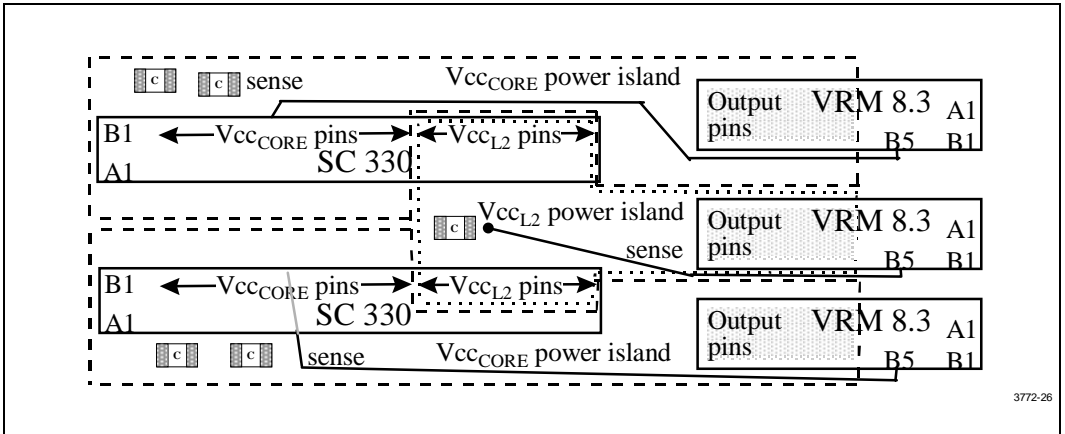 c c sense VccCORE power island
Output pins VRM 8.3 A1 B5 B1
B1 VccCORE pins VccL2 pins
SC 330
A1
c VccL2 power island
sense
Output pins VRM 8.3 A1 B5 B1
B1 VccCORE pins VccL2 pins
SC 330
A1
Output pins VRM 8.3 A1 B5 B1
c c sense VccCORE power island
3772-26